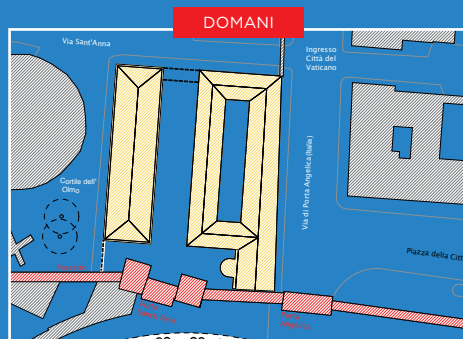 DOMANI
Via Sant'Anna
Ingresso
Città del
Vaticano
Cortile dell'
Olmo
Via di Porta Angelica (Italia)
Piazza della Citt